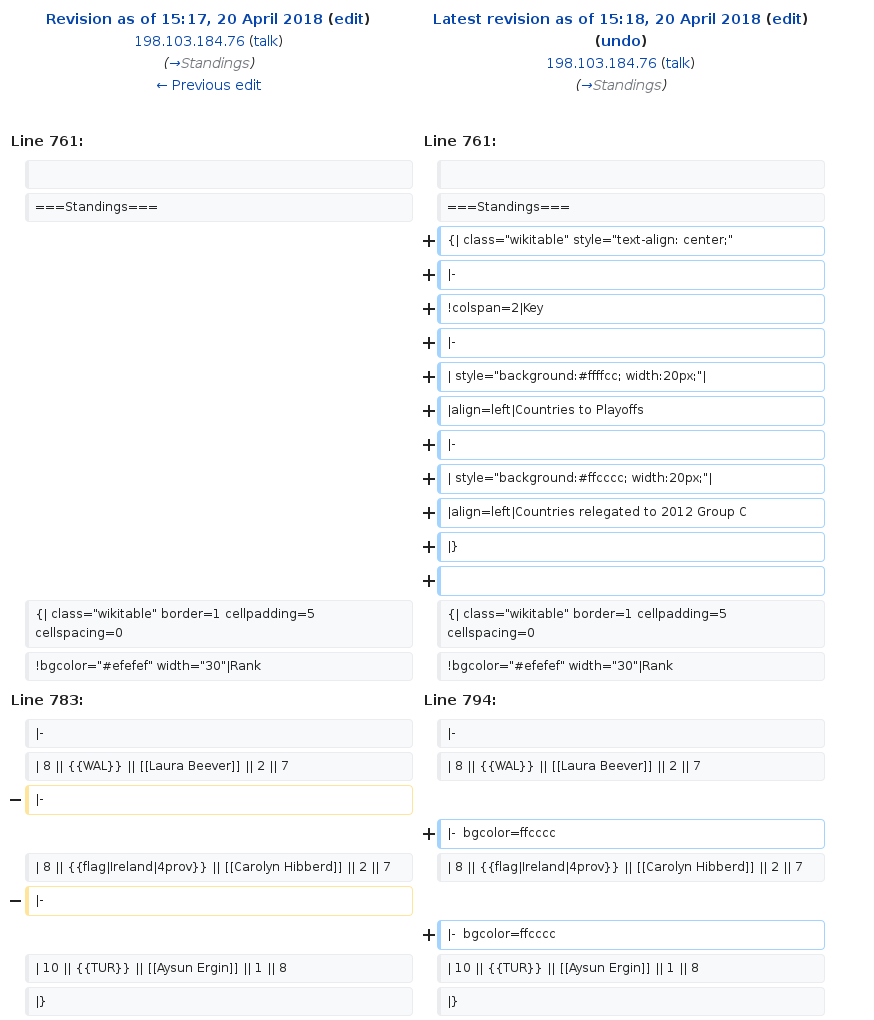 Revision as of 15:17, 20 April 2018 (edit)
198.103.184.76 (talk)
(→Standings)
← Previous edit
Latest revision as of 15:18, 20 April 2018 (edit)
(undo)
198.103.184.76 (talk)
(→Standings)
Line 761:
Line 761:
===Standings===
===Standings===
+ {| class="wikitable" style="text-align: center;"
+ |-
+ !colspan=2|Key
+ |-
+ | style="background:#ffffcc; width:20px;"|
+ |align=left|Countries to Playoffs
+ |-
+ | style="background:#ffcccc; width:20px;"|
+ |align=left|Countries relegated to 2012 Group C
+ |}
+
{| class="wikitable" border=1 cellpadding=5
cellspacing=0
{| class="wikitable" border=1 cellpadding=5
cellspacing=0
!bgcolor="#efefef" width="30"|Rank
!bgcolor="#efefef" width="30"|Rank
Line 783:
Line 794:
|-
|-
| 8 || {{WAL}} || [[Laura Beever]] || 2 || 7
| 8 || {{WAL}} || [[Laura Beever]] || 2 || 7
− |-
+ |-  bgcolor=ffcccc
| 8 || {{flag|Ireland|4prov}} || [[Carolyn Hibberd]] || 2 || 7
| 8 || {{flag|Ireland|4prov}} || [[Carolyn Hibberd]] || 2 || 7
− |-
+ |-  bgcolor=ffcccc
| 10 || {{TUR}} || [[Aysun Ergin]] || 1 || 8
| 10 || {{TUR}} || [[Aysun Ergin]] || 1 || 8
|}
|}